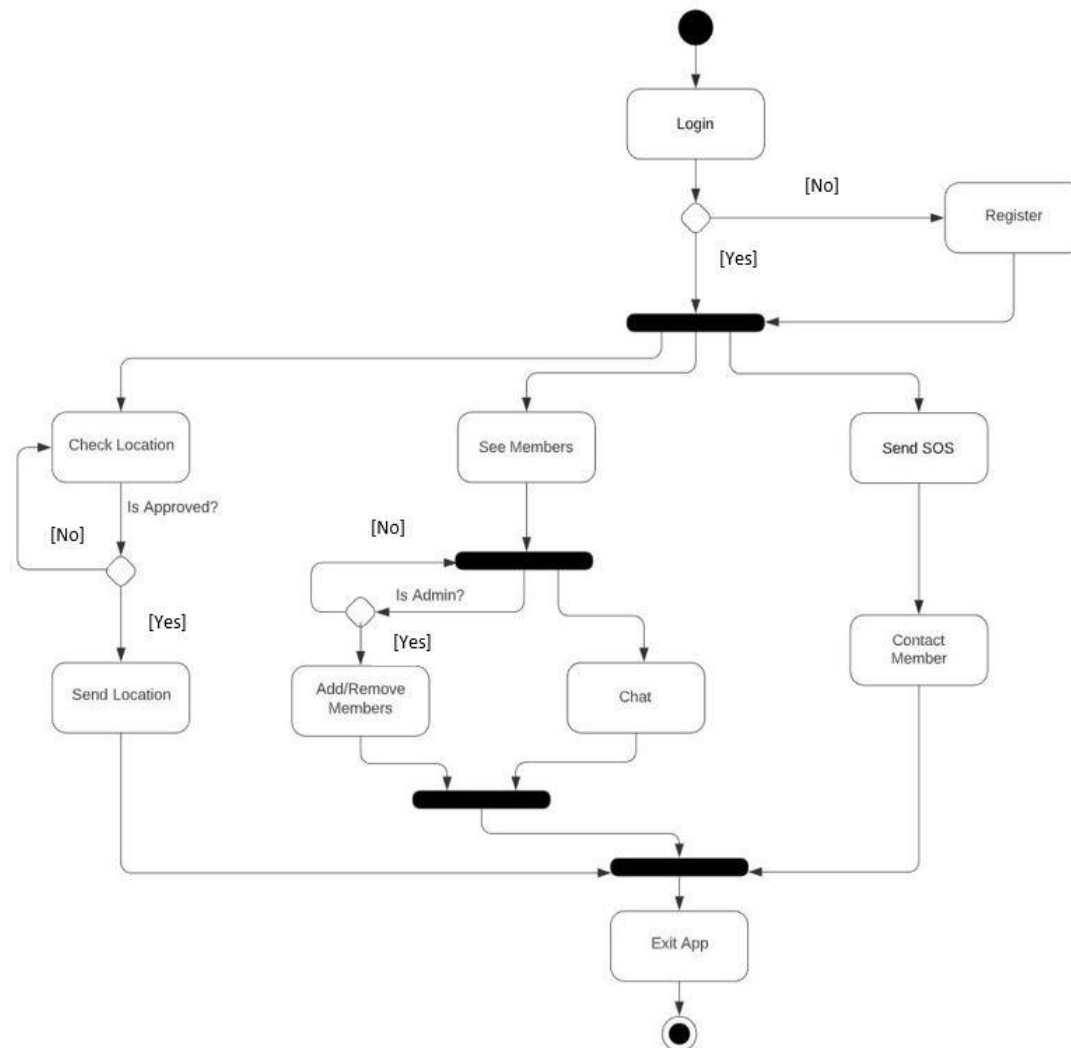 Login
[No]
Register
[Yes]
Check Location
See Members
Send SOS
Is Approved?
[No]
[No]
Is Admin?
[Yes]
[Yes]
Contact
Member
Send Location
Add/Remove
Members
Chat
Exit App